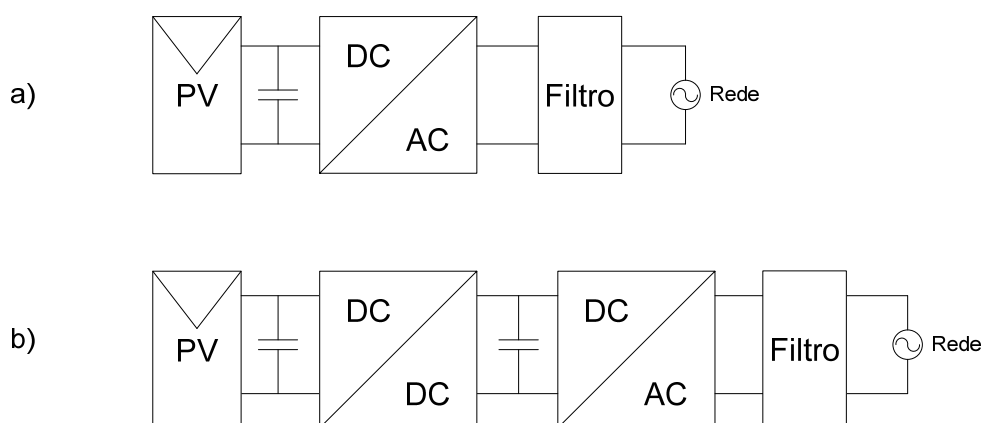 a)
PV
DC
AC
Filtro
Rede
b)
PV
DC
DC
DC
AC
Filtro
Rede